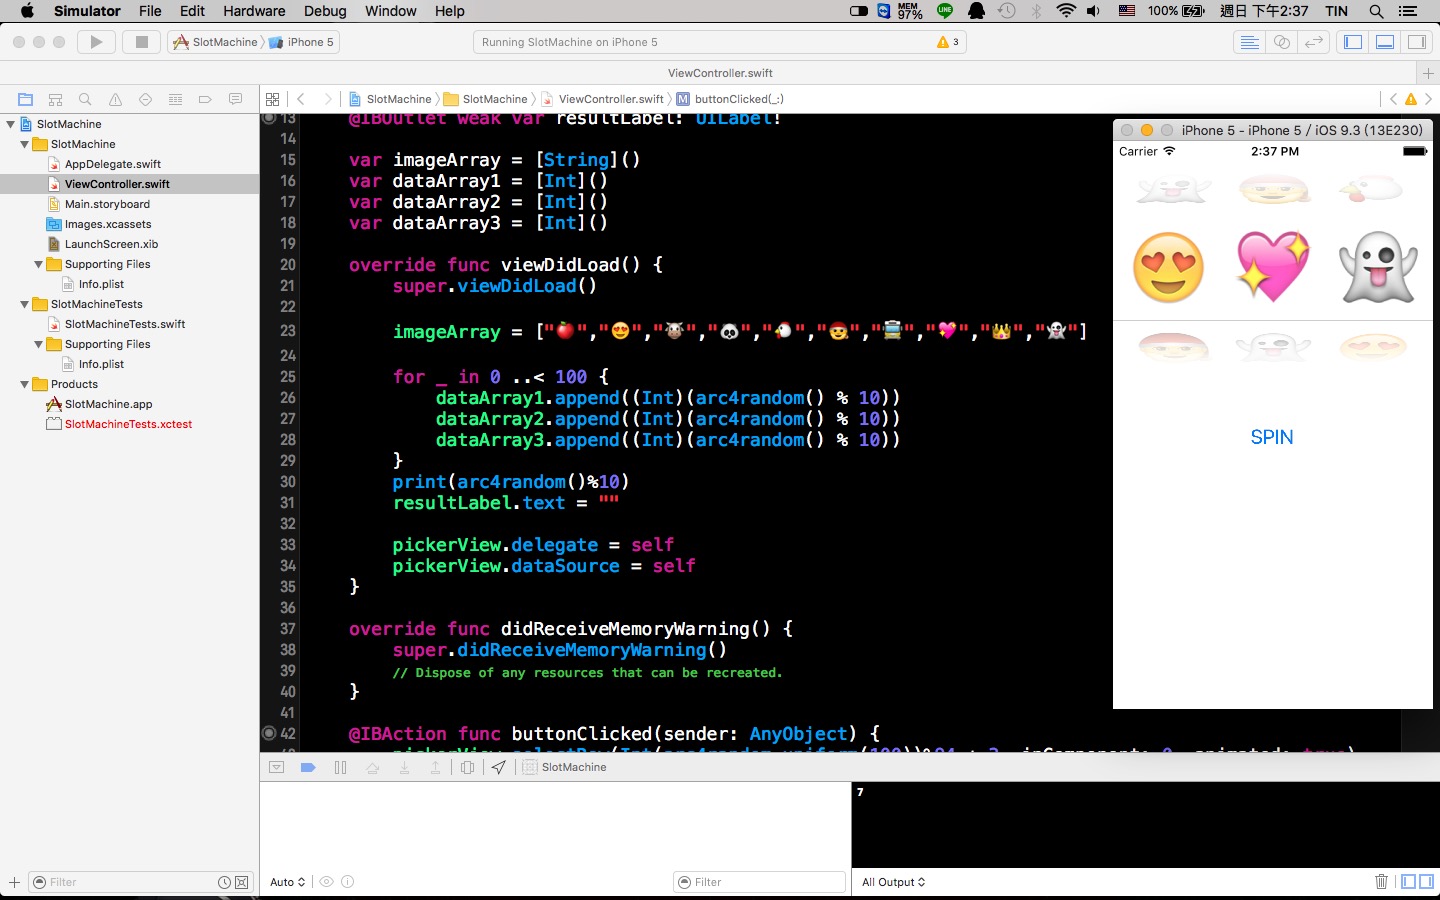 Simulator File Edit Hardware Debug Window Help MEM 97% LINE 100% 週日 下午2:37 TIN
SlotMachine iPhone 5 Running SlotMachine on iPhone 5 3
ViewController.swift
SlotMachine SlotMachine ViewController.swift M buttonClicked(_:)
SlotMachine
SlotMachine
AppDelegate.swift
ViewController.swift
Main.storyboard
Images.xcassets
LaunchScreen.xib
Supporting Files
Info.plist
SlotMachineTests
SlotMachineTests.swift
Supporting Files
Info.plist
Products
SlotMachine.app
SlotMachineTests.xctest
Filter
13 @IBOutlet weak var resultLabel: UILabel!
14
15 var imageArray = [String]()
16 var dataArray1 = [Int]()
17 var dataArray2 = [Int]()
18 var dataArray3 = [Int]()
19
20 override func viewDidLoad() {
21 super.viewDidLoad()
22
23 imageArray = ["🍎","😍","🐮","🐼","🐔","🎅","🚆","💖","👑","👻"]
24
25 for _ in 0 ..< 100 {
26 dataArray1.append((Int)(arc4random() % 10))
27 dataArray2.append((Int)(arc4random() % 10))
28 dataArray3.append((Int)(arc4random() % 10))
29 }
30 print(arc4random()%10)
31 resultLabel.text = ""
32
33 pickerView.delegate = self
34 pickerView.dataSource = self
35 }
36
37 override func didReceiveMemoryWarning() {
38 super.didReceiveMemoryWarning()
39 // Dispose of any resources that can be recreated.
40 }
41
42 @IBAction func buttonClicked(sender: AnyObject) {
iPhone 5 - iPhone 5 / iOS 9.3 (13E230)
Carrier 2:37 PM
SPIN
SlotMachine
7
Auto Filter All Output